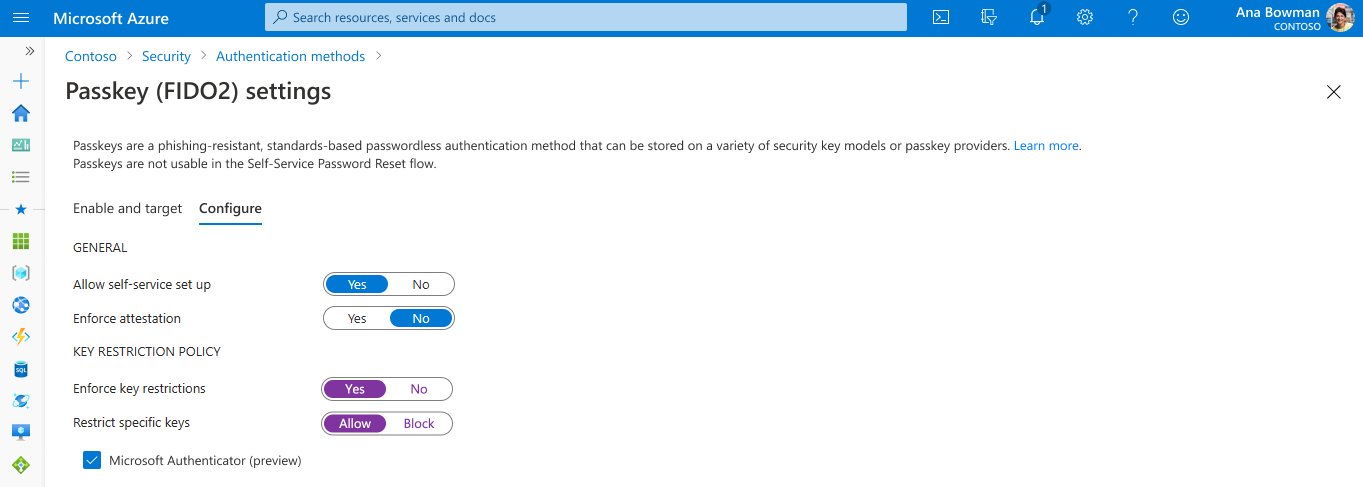 Microsoft Azure
Search resources, services and docs
1
Ana Bowman
CONTOSO
Contoso > Security > Authentication methods >
Passkey (FIDO2) settings
Passkeys are a phishing-resistant, standards-based passwordless authentication method that can be stored on a variety of security key models or passkey providers. Learn more.
Passkeys are not usable in the Self-Service Password Reset flow.
Enable and target Configure
GENERAL
Allow self-service set up Yes No
Enforce attestation Yes No
KEY RESTRICTION POLICY
Enforce key restrictions Yes No
Restrict specific keys Allow Block
Microsoft Authenticator (preview)
SQL